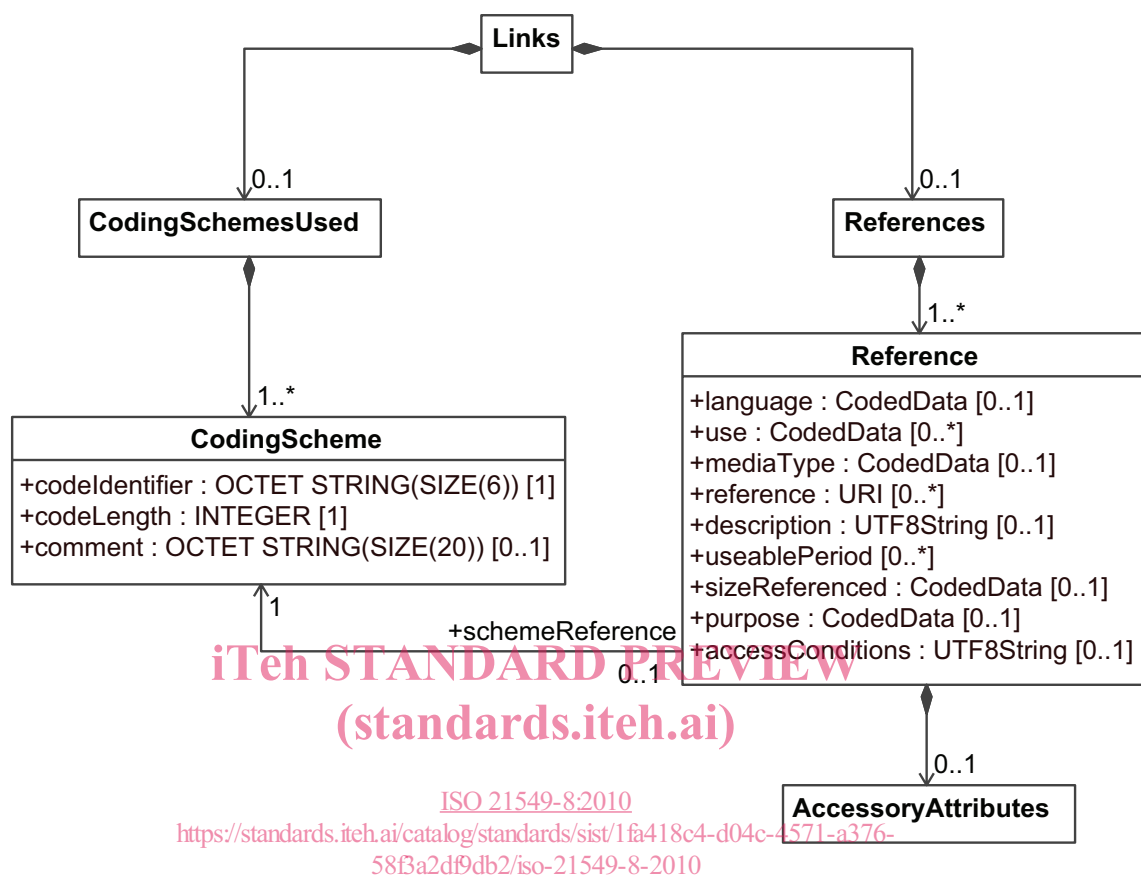 Links
0..1
0..1
CodingSchemesUsed
References
1..*
1..*
CodingScheme
+codeIdentifier : OCTET STRING(SIZE(6)) [1]
+codeLength : INTEGER [1]
+comment : OCTET STRING(SIZE(20)) [0..1]
Reference
+language : CodedData [0..1]
+use : CodedData [0..*]
+mediaType : CodedData [0..1]
+reference : URI [0..*]
+description : UTF8String [0..1]
+useablePeriod [0..*]
+sizeReferenced : CodedData [0..1]
+purpose : CodedData [0..1]
+accessConditions : UTF8String [0..1]
1
+schemeReference
0..1
iTeh STANDARD PREVIEW
(standards.iteh.ai)
0..1
AccessoryAttributes
ISO 21549-8:2010
https://standards.iteh.ai/catalog/standards/sist/1fa418c4-d04c-4571-a376-
58f3a2df9db2/iso-21549-8-2010